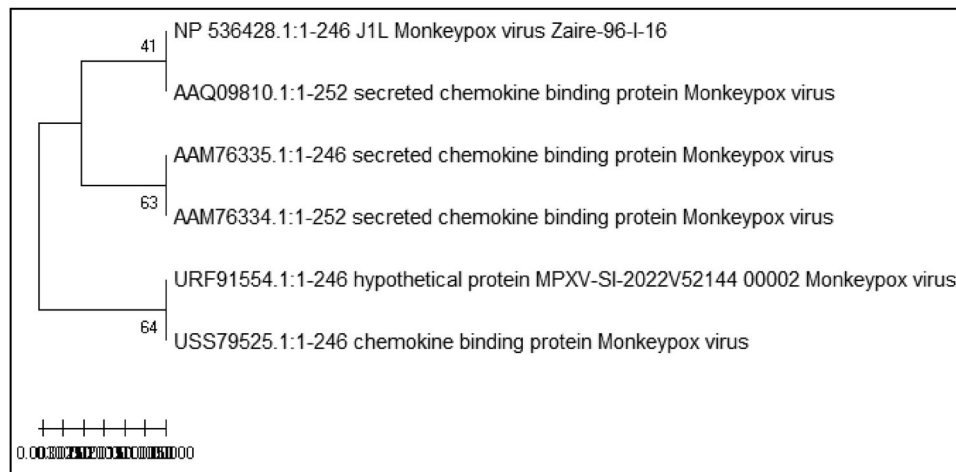 NP 536428.1:1-246 J1L Monkeypox virus Zaire-96-I-16
41
AAQ09810.1:1-252 secreted chemokine binding protein Monkeypox virus
AAM76335.1:1-246 secreted chemokine binding protein Monkeypox virus
63
AAM76334.1:1-252 secreted chemokine binding protein Monkeypox virus
URF91554.1:1-246 hypothetical protein MPXV-SI-2022V52144 00002 Monkeypox virus
64
USS79525.1:1-246 chemokine binding protein Monkeypox virus